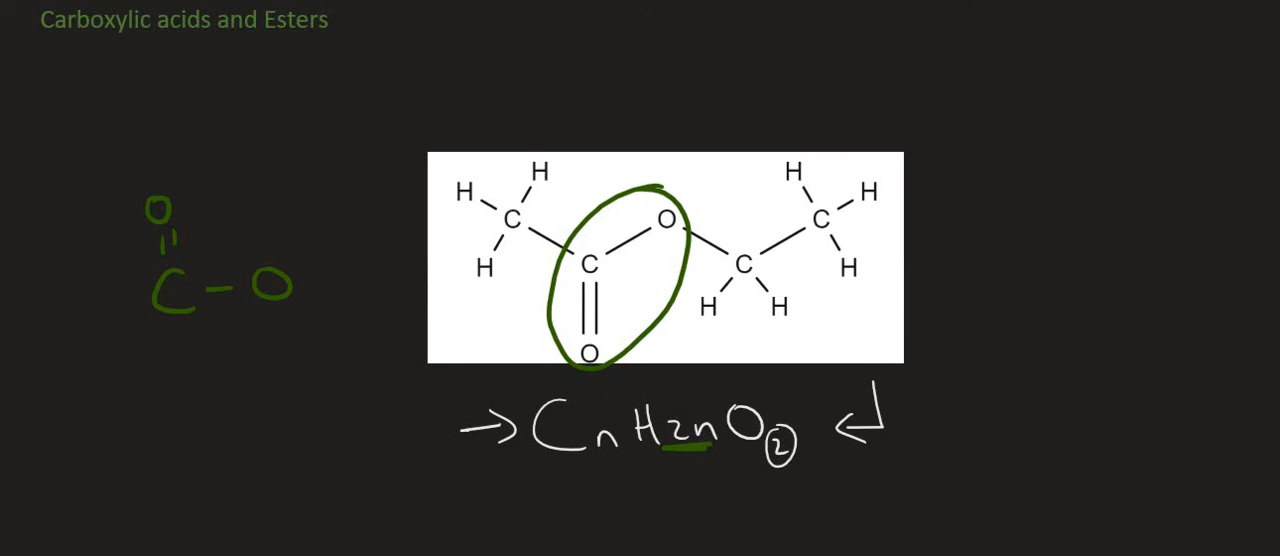 Carboxylic acids and Esters
H H H H
C O C
O
C - O
H C C H
H H
O
→ CnH2nO2 ↲